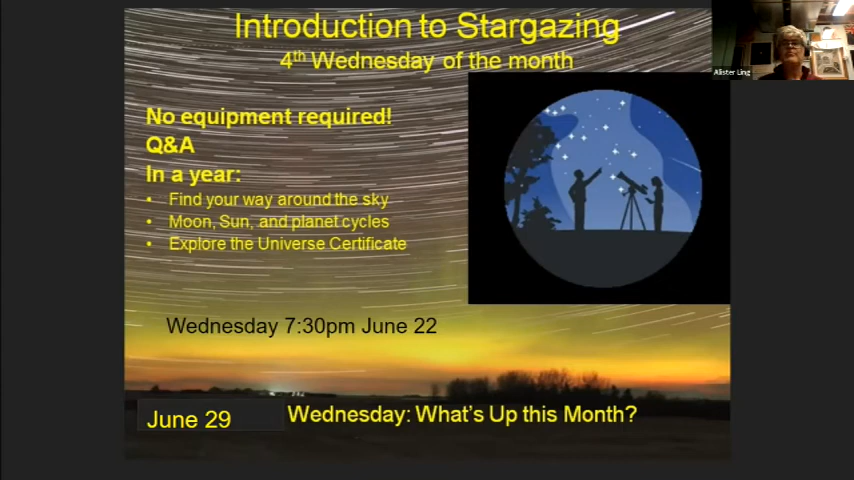 Introduction to Stargazing
4th Wednesday of the month
Alister Ling
No equipment required!
Q&A
In a year:
• Find your way around the sky
• Moon, Sun, and planet cycles
• Explore the Universe Certificate
Wednesday 7:30pm June 22
June 29 Wednesday: What's Up this Month?